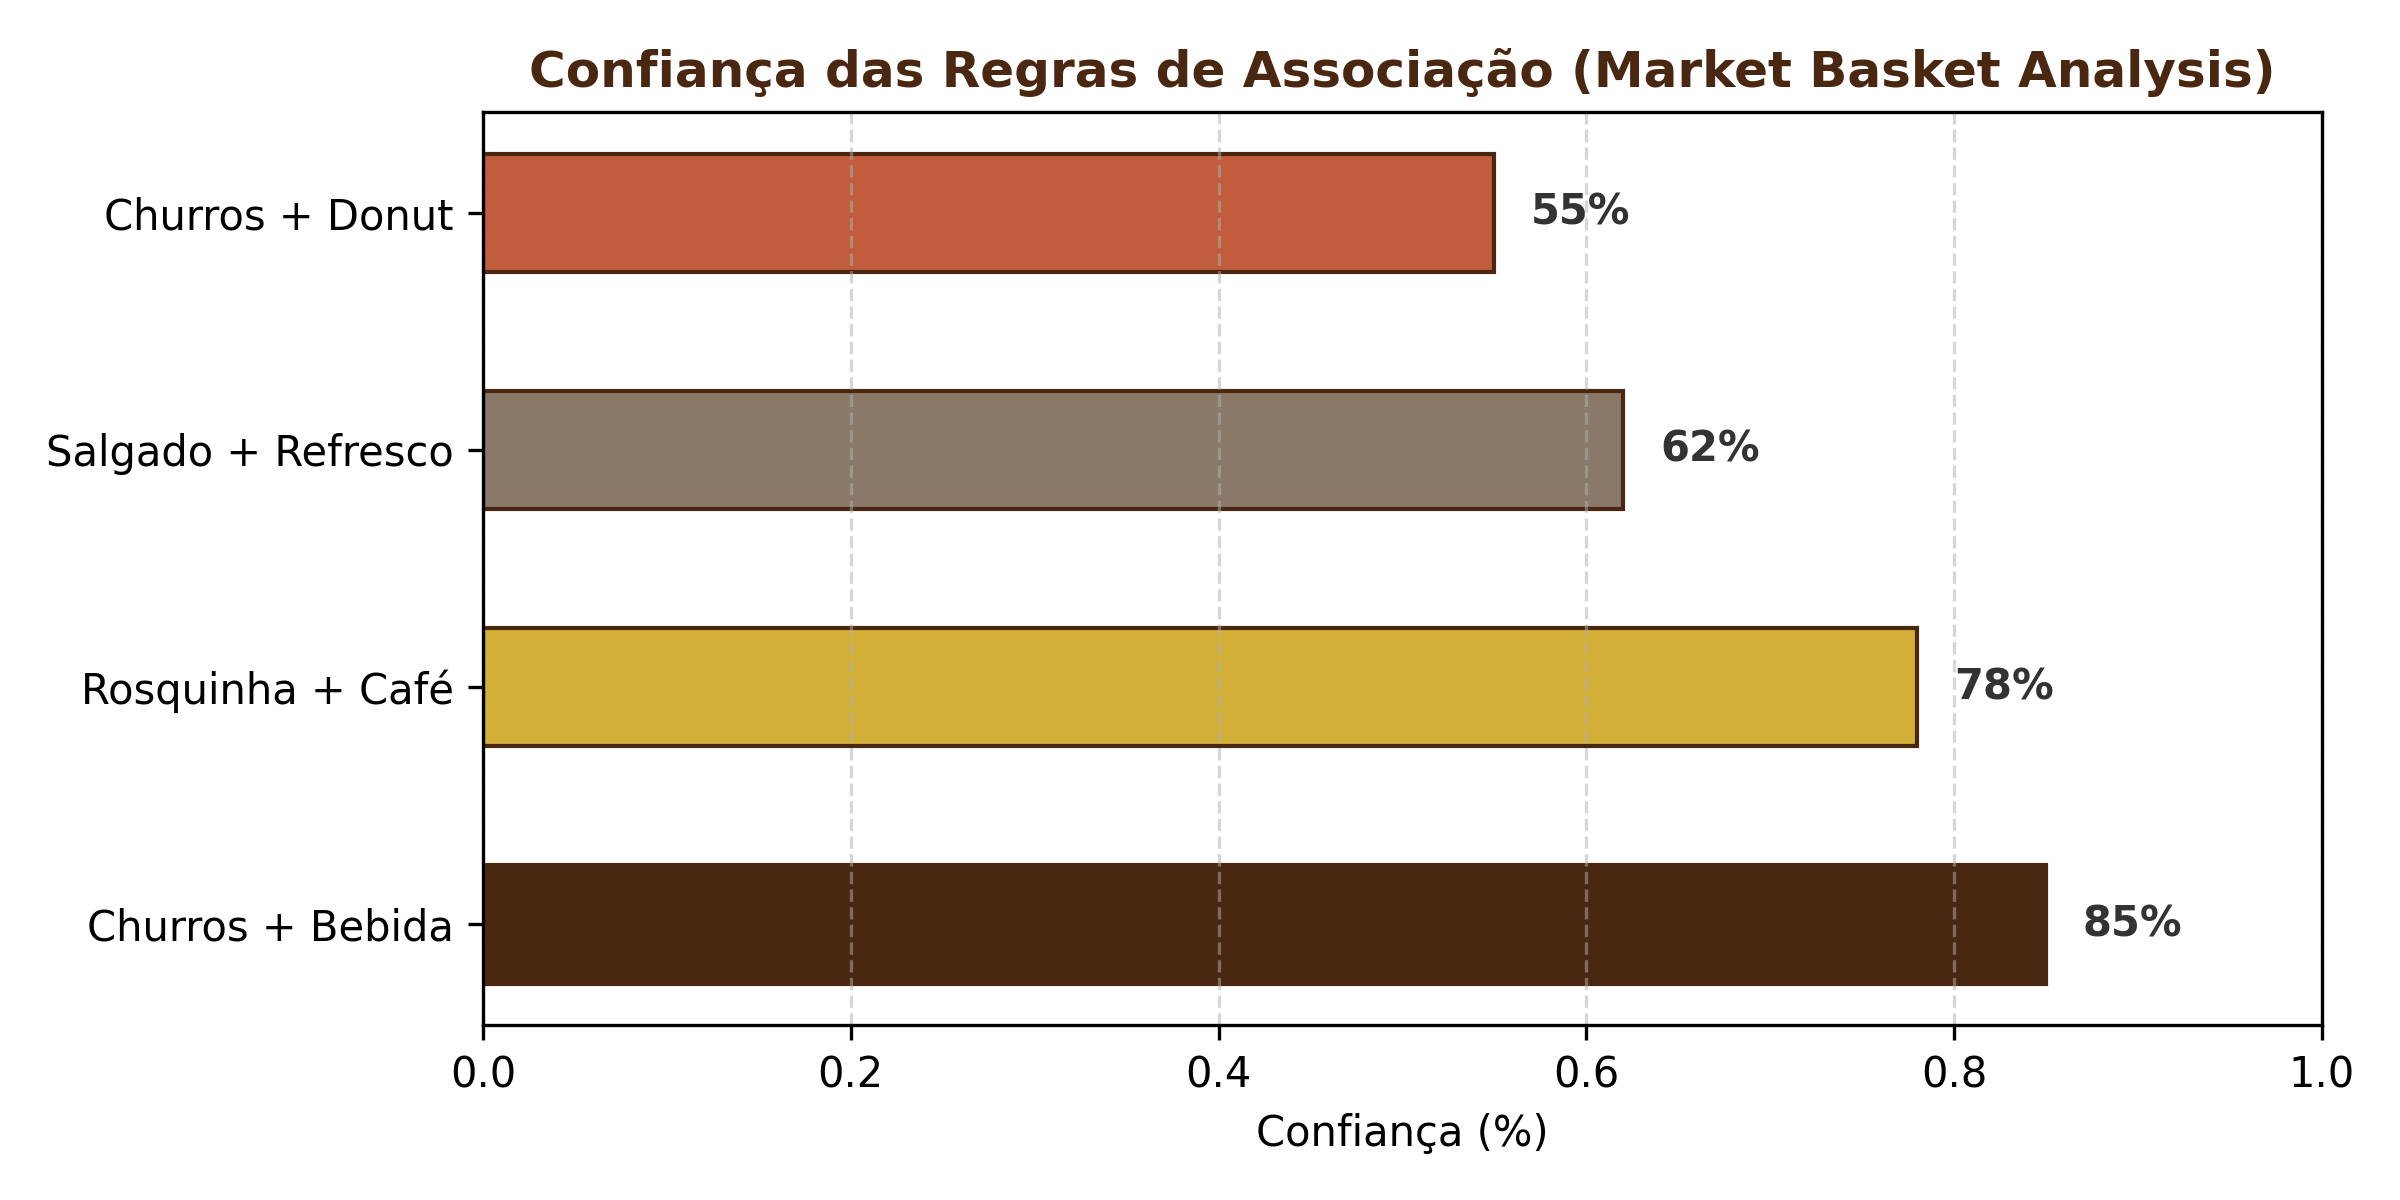 Confiança das Regras de Associação (Market Basket Analysis)
Churros + Donut
55%
Salgado + Refresco
62%
Rosquinha + Café
78%
Churros + Bebida
85%
0.0 0.2 0.4 0.6 0.8 1.0
Confiança (%)